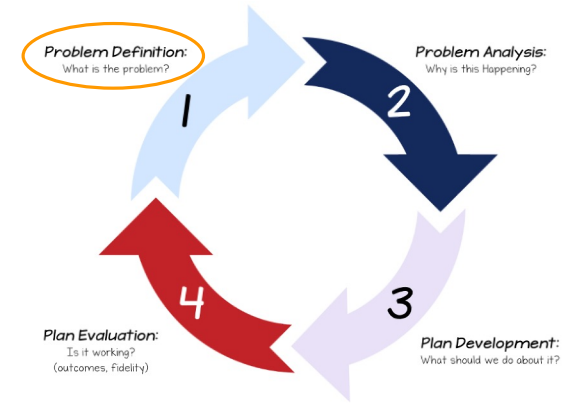 Problem Definition:
What is the problem?
1
Problem Analysis:
Why is this Happening?
2
3
Plan Development:
What should we do about it?
4
Plan Evaluation:
Is it working?
(outcomes, fidelity)